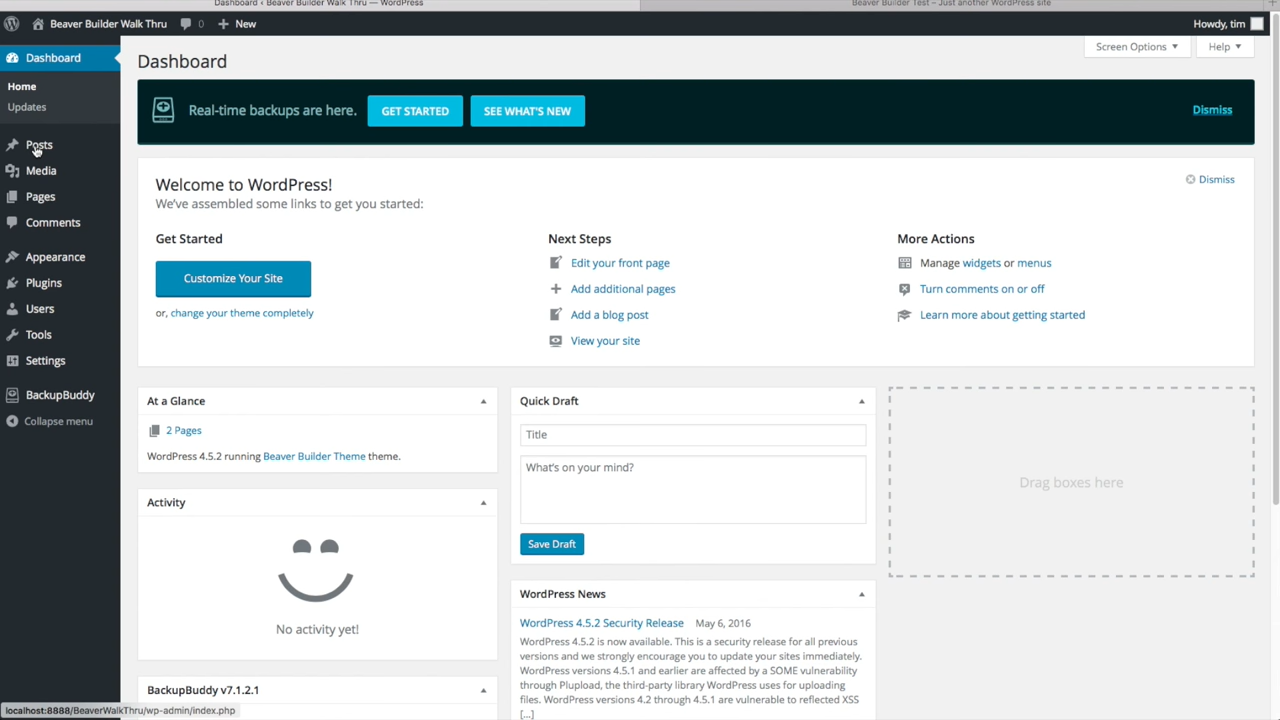 Dashboard ‹ Beaver Builder Walk Thru — WordPress
Beaver Builder Test – Just another WordPress site
Beaver Builder Walk Thru
0
New
Howdy, tim
Dashboard
Home
Updates
Posts
Media
Pages
Comments
Appearance
Plugins
Users
Tools
Settings
BackupBuddy
Collapse menu
Screen Options
Help
Dashboard
Real-time backups are here.
GET STARTED
SEE WHAT'S NEW
Dismiss
Welcome to WordPress!
We've assembled some links to get you started:
Dismiss
Get Started
Customize Your Site
or, change your theme completely
Next Steps
Edit your front page
Add additional pages
Add a blog post
View your site
More Actions
Manage widgets or menus
Turn comments on or off
Learn more about getting started
At a Glance
2 Pages
WordPress 4.5.2 running Beaver Builder Theme theme.
Activity
No activity yet!
BackupBuddy v7.1.2.1
Quick Draft
Title
What's on your mind?
Save Draft
WordPress News
WordPress 4.5.2 Security Release May 6, 2016
WordPress 4.5.2 is now available. This is a security release for all previous
versions and we strongly encourage you to update your sites immediately.
WordPress versions 4.5.1 and earlier are affected by a SOME vulnerability
through Plupload, the third-party library WordPress uses for uploading
files. WordPress versions 4.2 through 4.5.1 are vulnerable to reflected XSS
[...]
Drag boxes here
localhost:8888/BeaverWalkThru/wp-admin/index.php